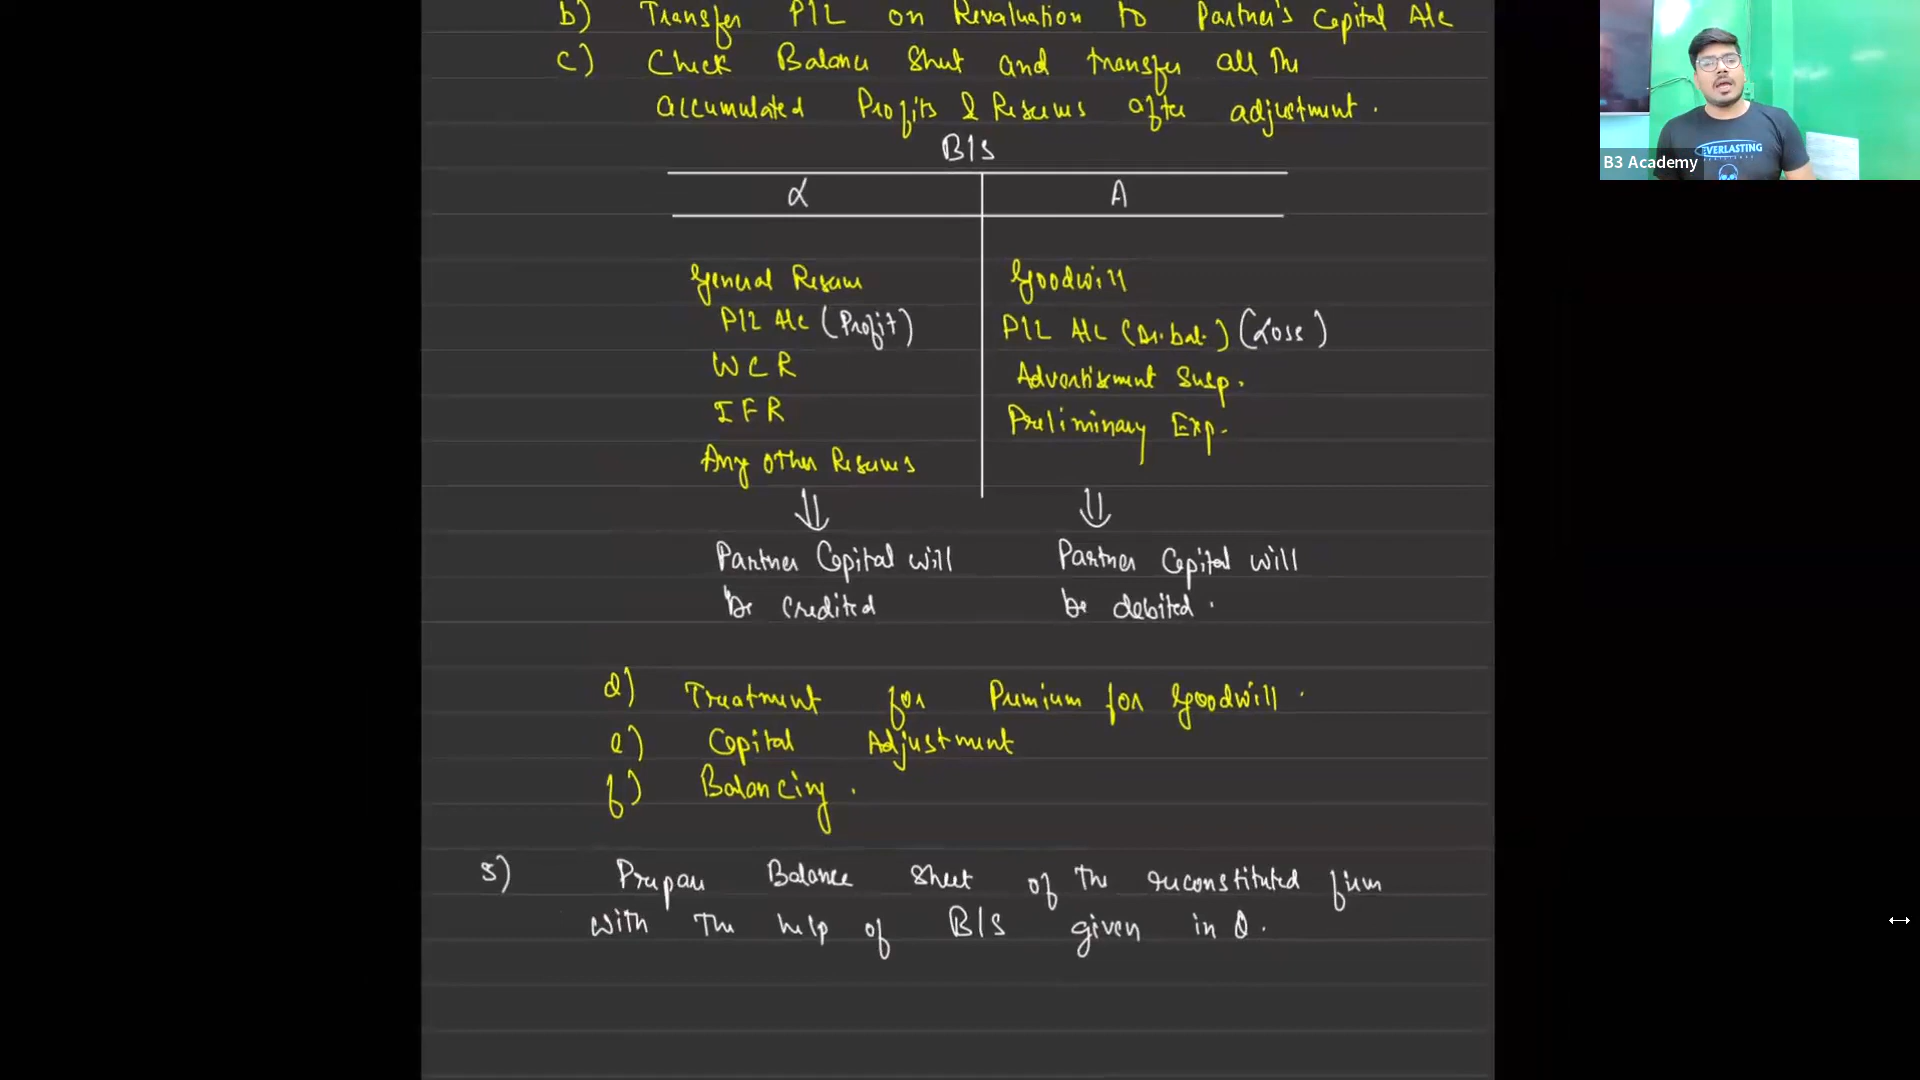 b) Transfer P/L on Revaluation to Partner's Capital A/c
c) Check Balance Sheet and transfer all the
accumulated Profits & Reserves after adjustment.
B/S
L A
General Reserve Goodwill
P/L A/c (Profit) P/L A/c (Dr. bal.) (Loss)
W C R Advertisement Susp.
I F R Preliminary Exp.
Any other Reserves
Partner Capital will Partner Capital will
be credited be debited.
d) Treatment for Premium for Goodwill.
e) Capital Adjustment
f) Balancing.
5) Prepare Balance Sheet of the reconstituted firm
with the help of B/S given in Q.
EVERLASTING
B3 Academy